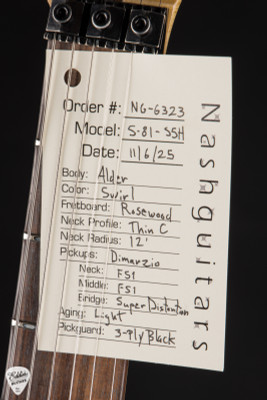 Order #: NG-6323
Model: S-81-SSH
Date: 11/6/25
Body: Alder
Color: Swirl
Fretboard: Rosewood
Neck Profile: Thin C
Neck Radius: 12'
Pickups: Dimarzio
Neck: FS1
Middle: FS1
Bridge: Super Distortion
Aging: Light
Pickguard: 3-Ply Black
Nashguitars